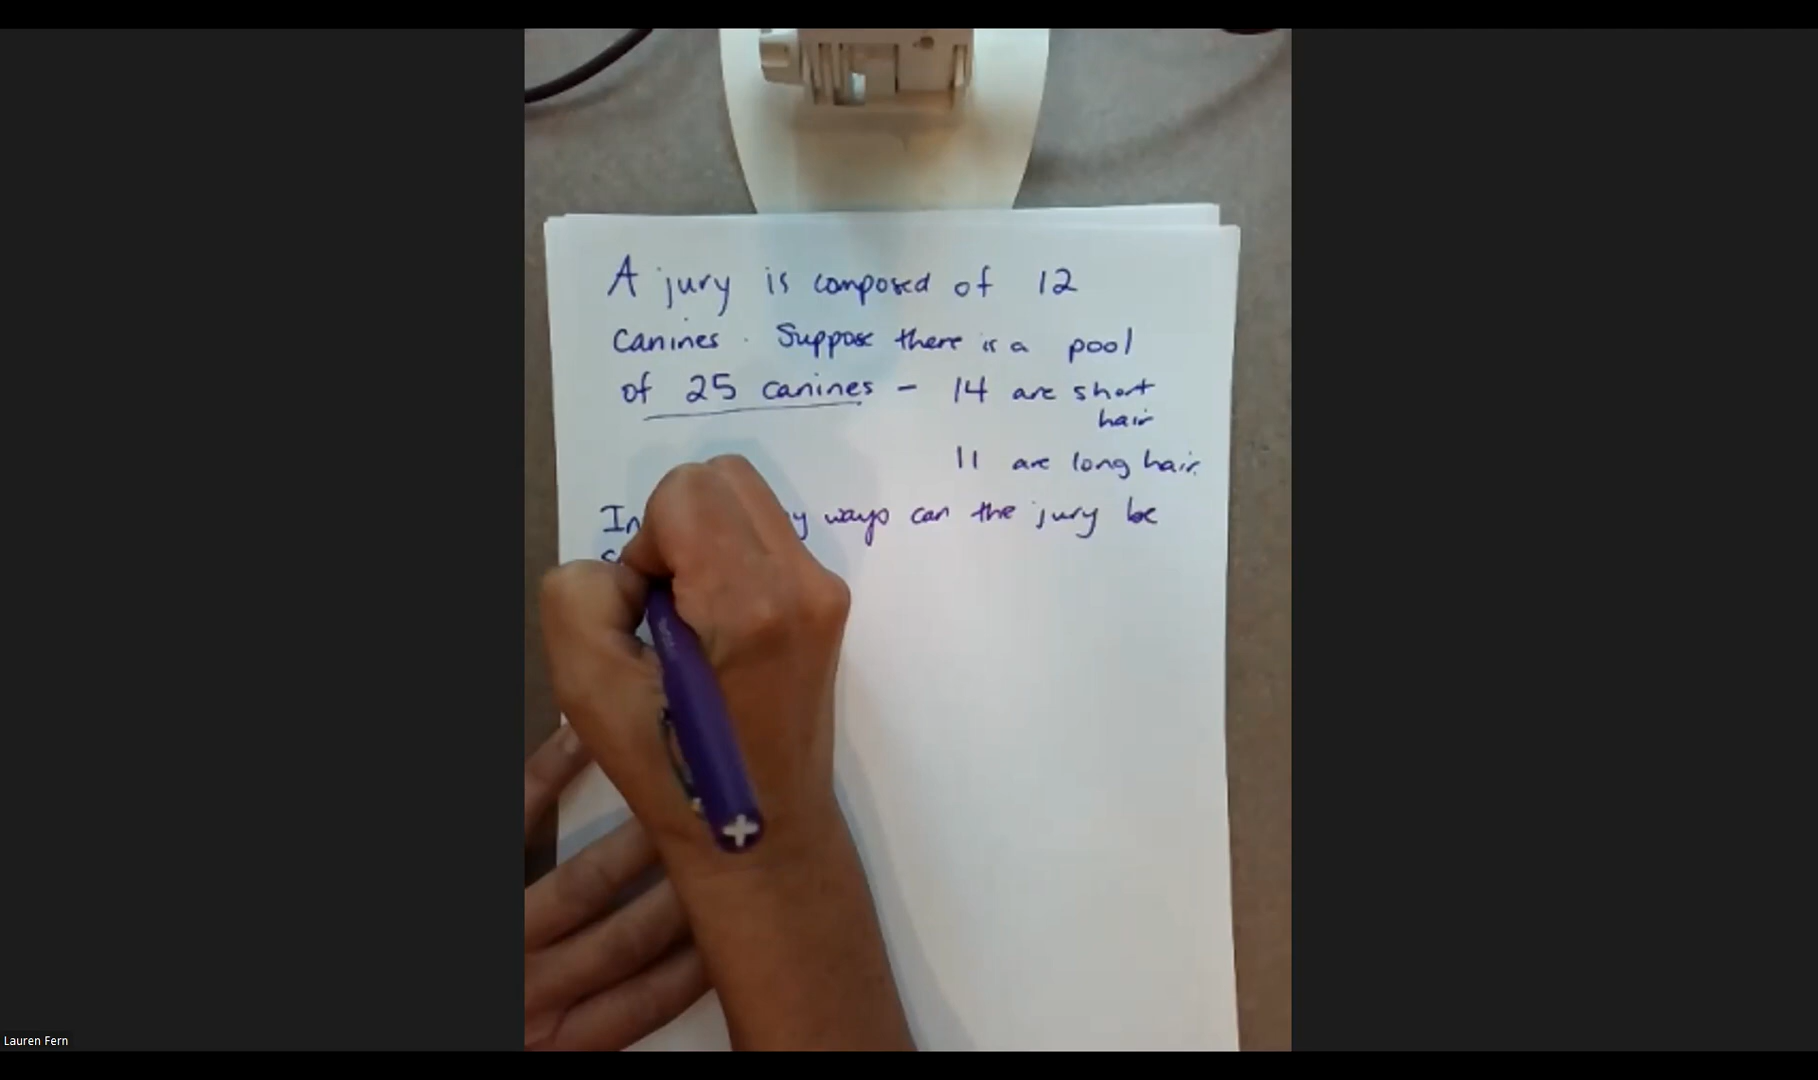 A jury is composed of 12
canines. Suppose there is a pool
of 25 canines - 14 are short
hair
11 are long hair.
In ways can the jury be
Lauren Fern